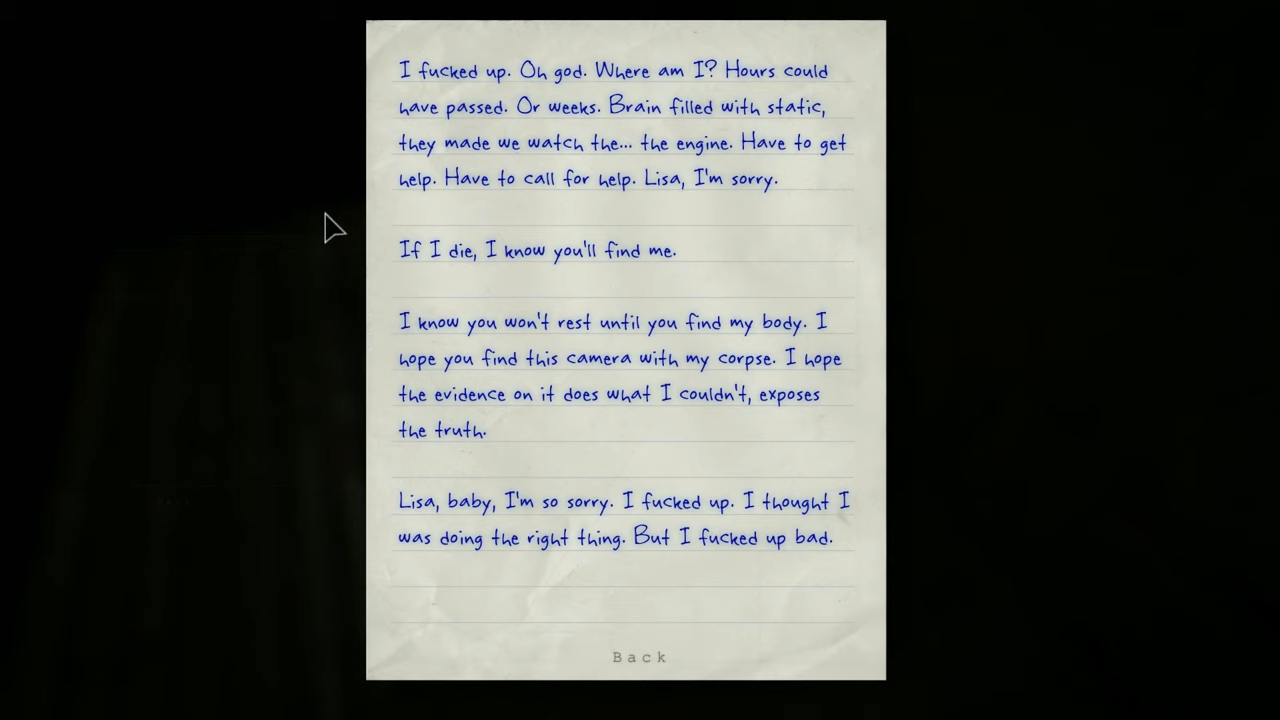 I fucked up. Oh god. Where am I? Hours could
have passed. Or weeks. Brain filled with static,
they made we watch the... the engine. Have to get
help. Have to call for help. Lisa, I'm sorry.
If I die, I know you'll find me.
I know you won't rest until you find my body. I
hope you find this camera with my corpse. I hope
the evidence on it does what I couldn't, exposes
the truth.
Lisa, baby, I'm so sorry. I fucked up. I thought I
was doing the right thing. But I fucked up bad.
Back